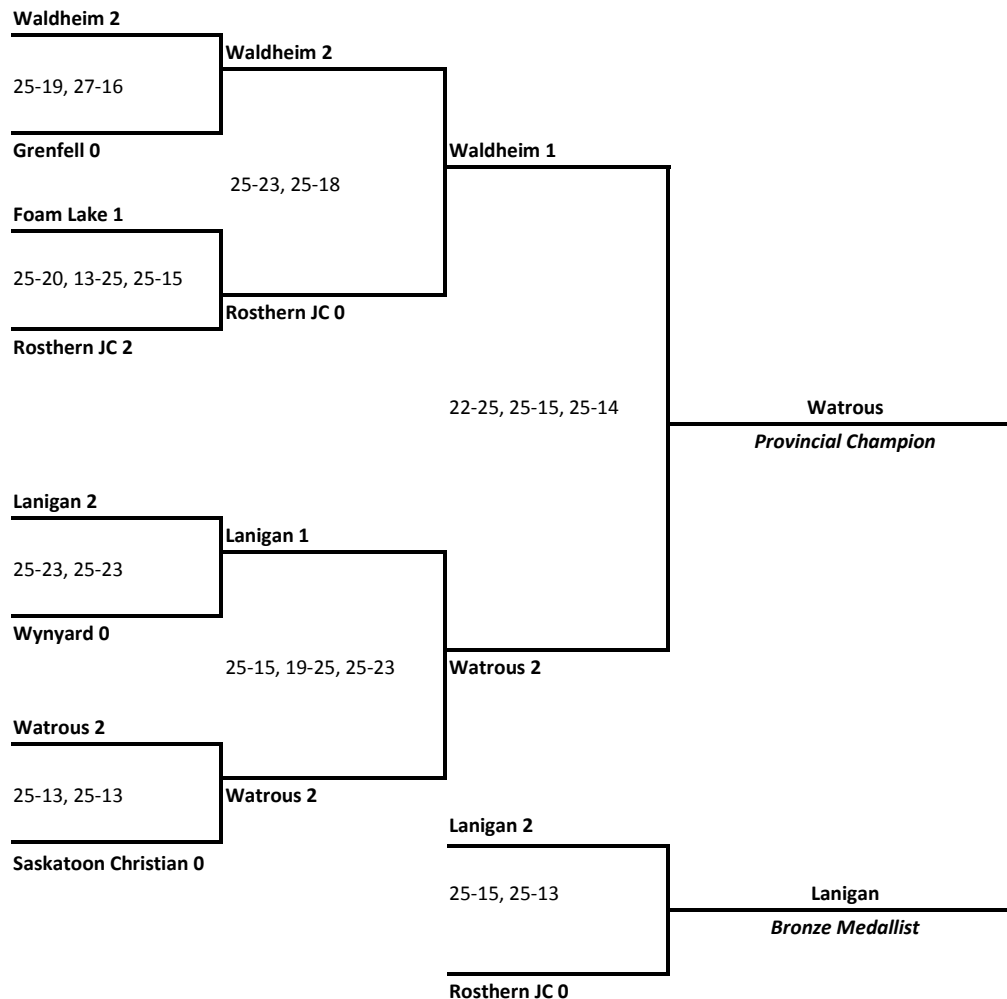 Waldheim 2
Waldheim 2
25-19, 27-16
Grenfell 0
Waldheim 1
25-23, 25-18
Foam Lake 1
25-20, 13-25, 25-15
Rosthern JC 0
Rosthern JC 2
22-25, 25-15, 25-14
Watrous
Provincial Champion
Lanigan 2
Lanigan 1
25-23, 25-23
Wynyard 0
25-15, 19-25, 25-23
Watrous 2
Watrous 2
25-13, 25-13
Watrous 2
Saskatoon Christian 0
Lanigan 2
25-15, 25-13
Lanigan
Bronze Medallist
Rosthern JC 0